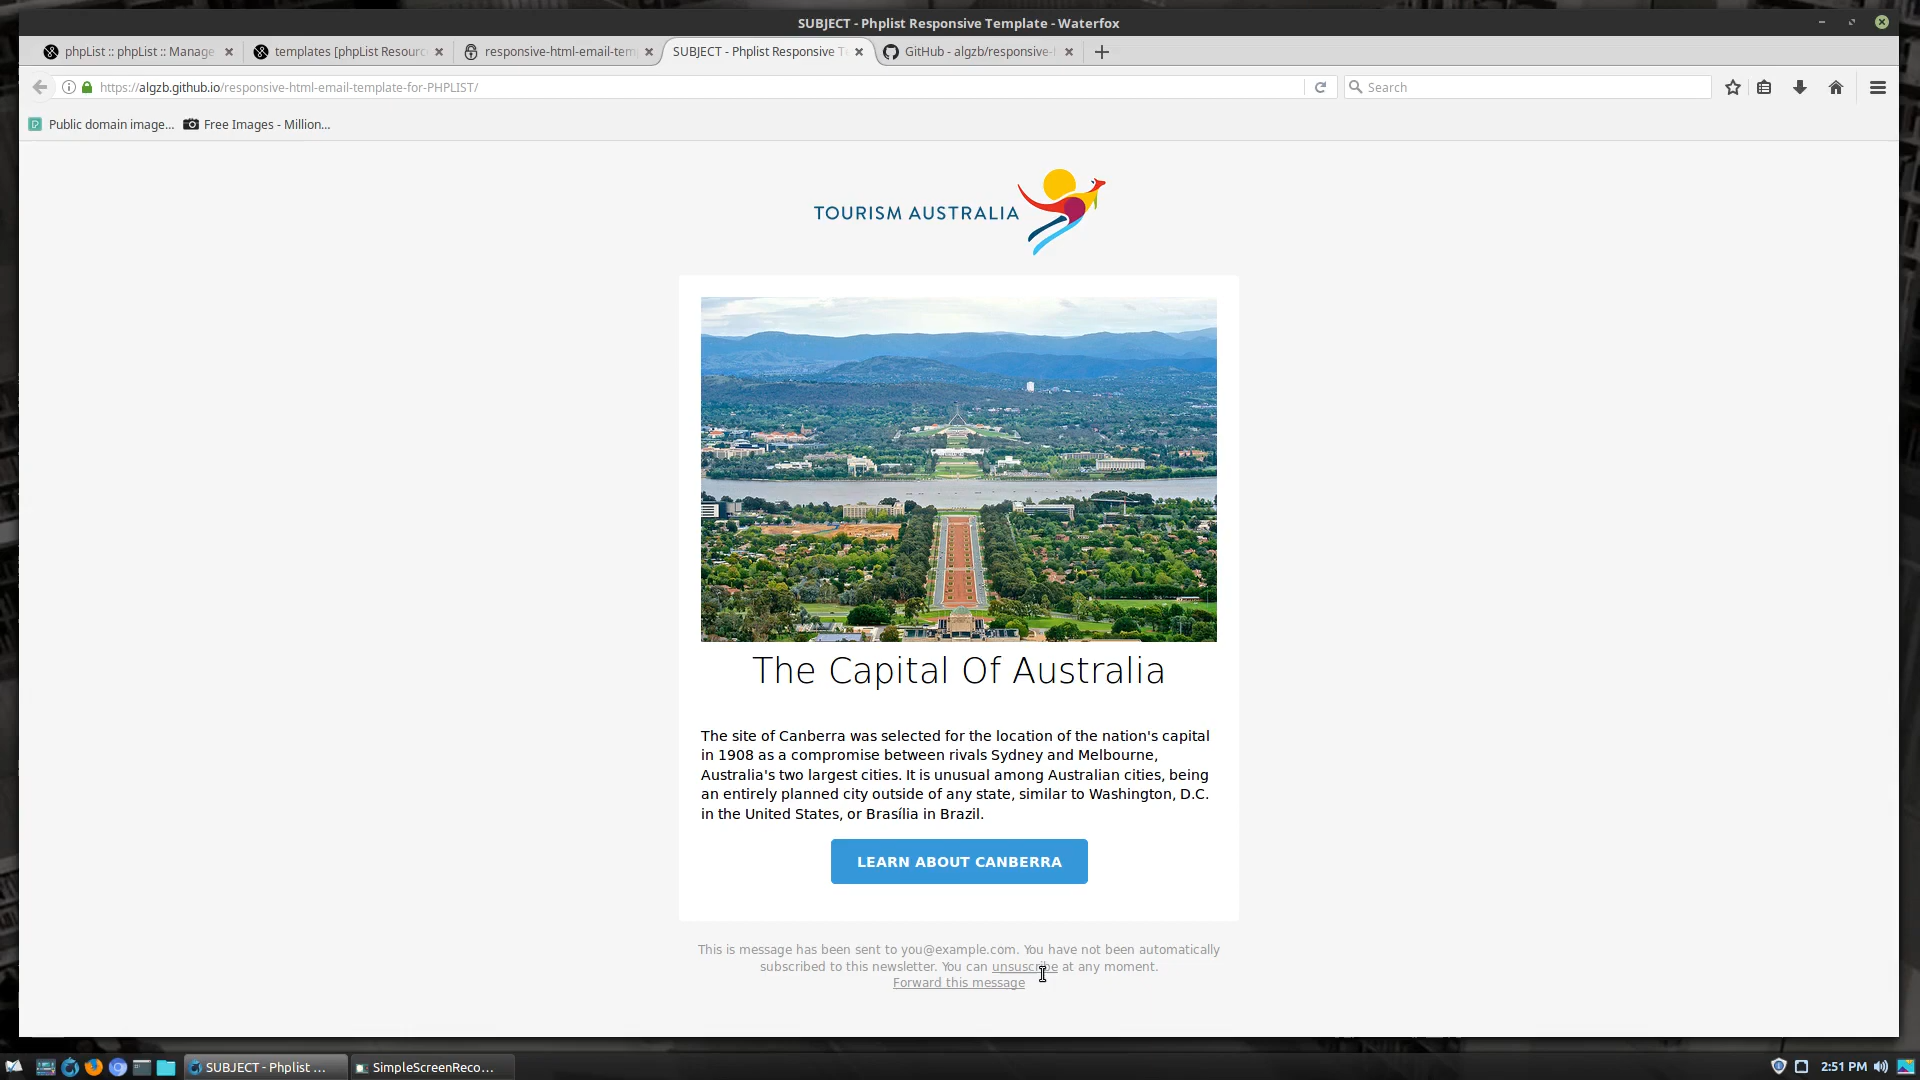 SUBJECT - Phplist Responsive Template - Waterfox
phpList :: phpList :: Manage
templates [phpList Resourc
responsive-html-email-tem
SUBJECT - Phplist Responsive T
GitHub - algzb/responsive-
https://algzb.github.io/responsive-html-email-template-for-PHPLIST/
Search
Public domain image...
Free Images - Million...
TOURISM AUSTRALIA
The Capital Of Australia
The site of Canberra was selected for the location of the nation's capital
in 1908 as a compromise between rivals Sydney and Melbourne,
Australia's two largest cities. It is unusual among Australian cities, being
an entirely planned city outside of any state, similar to Washington, D.C.
in the United States, or Brasília in Brazil.
LEARN ABOUT CANBERRA
This is message has been sent to you@example.com. You have not been automatically
subscribed to this newsletter. You can unsuscribe at any moment.
Forward this message
SUBJECT - Phplist ...
SimpleScreenReco...
2:51 PM